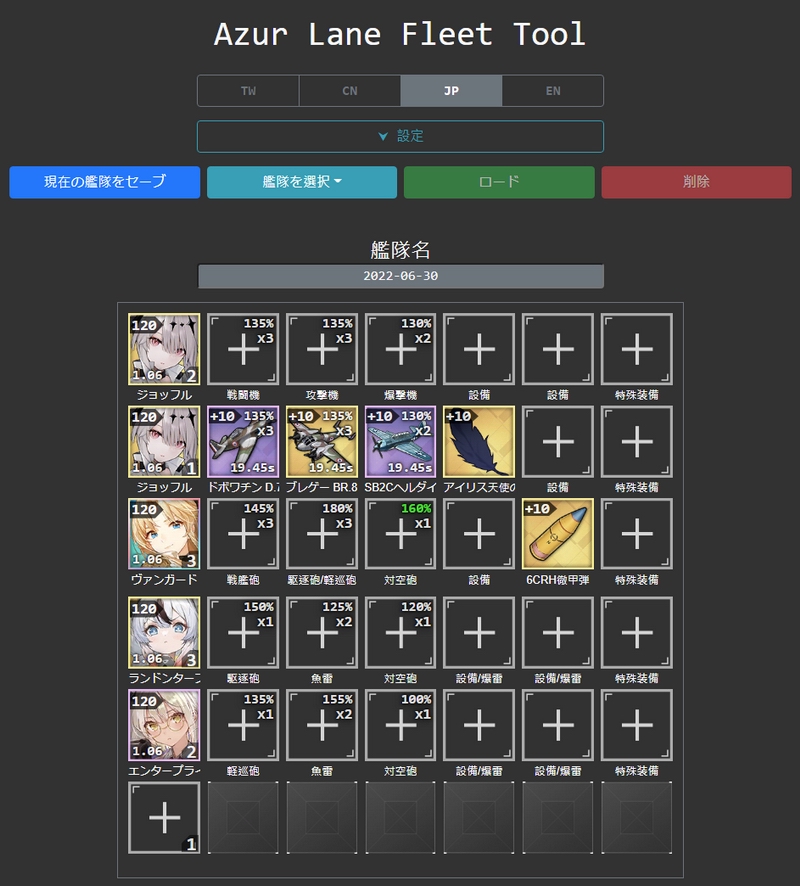 Azur Lane Fleet Tool
TW CN JP EN
設定
現在の艦隊をセーブ 艦隊を選択 ロード 削除
艦隊名
2022-06-30
120 135% 135% 130%
x3 x3 x2
1.06 2
ジョッフル 戦闘機 攻撃機 爆撃機 設備 設備 特殊装備
120 +10 135% +10 135% +10 130% +10
x3 x3 x2
1.06 1 19.45s 19.45s 19.45s
ジョッフル ドボワチン D.7 ブレゲー BR.8 SB2Cヘルダイ アイリス天使の 設備 特殊装備
120 145% 180% 160% +10
x3 x3 x1
1.06 3
ヴァンガード 戦艦砲 駆逐砲/軽巡砲 対空砲 設備 6CRH徹甲弾 特殊装備
120 150% 125% 120%
x1 x2 x1
1.06 3
ランドンターフ 駆逐砲 魚雷 対空砲 設備/爆雷 設備/爆雷 特殊装備
120 135% 155% 100%
x1 x2 x1
1.06 2
エンタープライ 軽巡砲 魚雷 対空砲 設備/爆雷 設備/爆雷 特殊装備
1